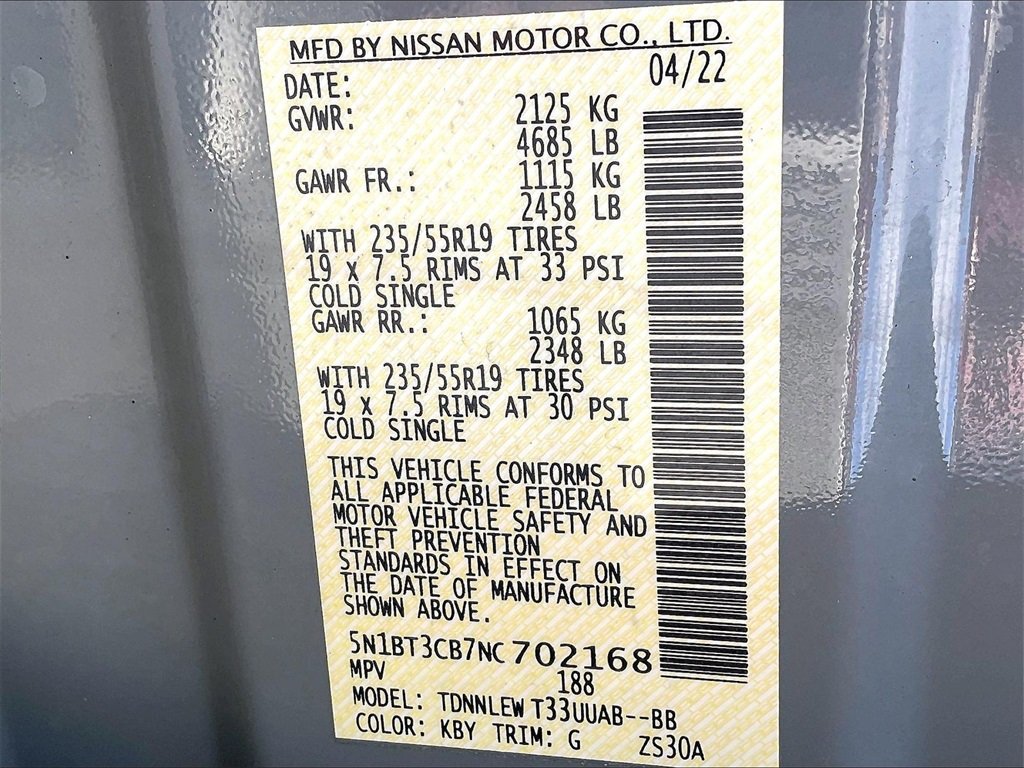 MFD BY NISSAN MOTOR CO., LTD.
DATE: 04/22
GVWR: 2125 KG
4685 LB
GAWR FR.: 1115 KG
2458 LB
WITH 235/55R19 TIRES
19 x 7.5 RIMS AT 33 PSI
COLD SINGLE
GAWR RR.: 1065 KG
2348 LB
WITH 235/55R19 TIRES
19 x 7.5 RIMS AT 30 PSI
COLD SINGLE
THIS VEHICLE CONFORMS TO
ALL APPLICABLE FEDERAL
MOTOR VEHICLE SAFETY AND
THEFT PREVENTION
STANDARDS IN EFFECT ON
THE DATE OF MANUFACTURE
SHOWN ABOVE.
5N1BT3CB7NC 702168
MPV 188
MODEL: TDNNLEW T33UUAB--BB
COLOR: KBY TRIM: G ZS30A